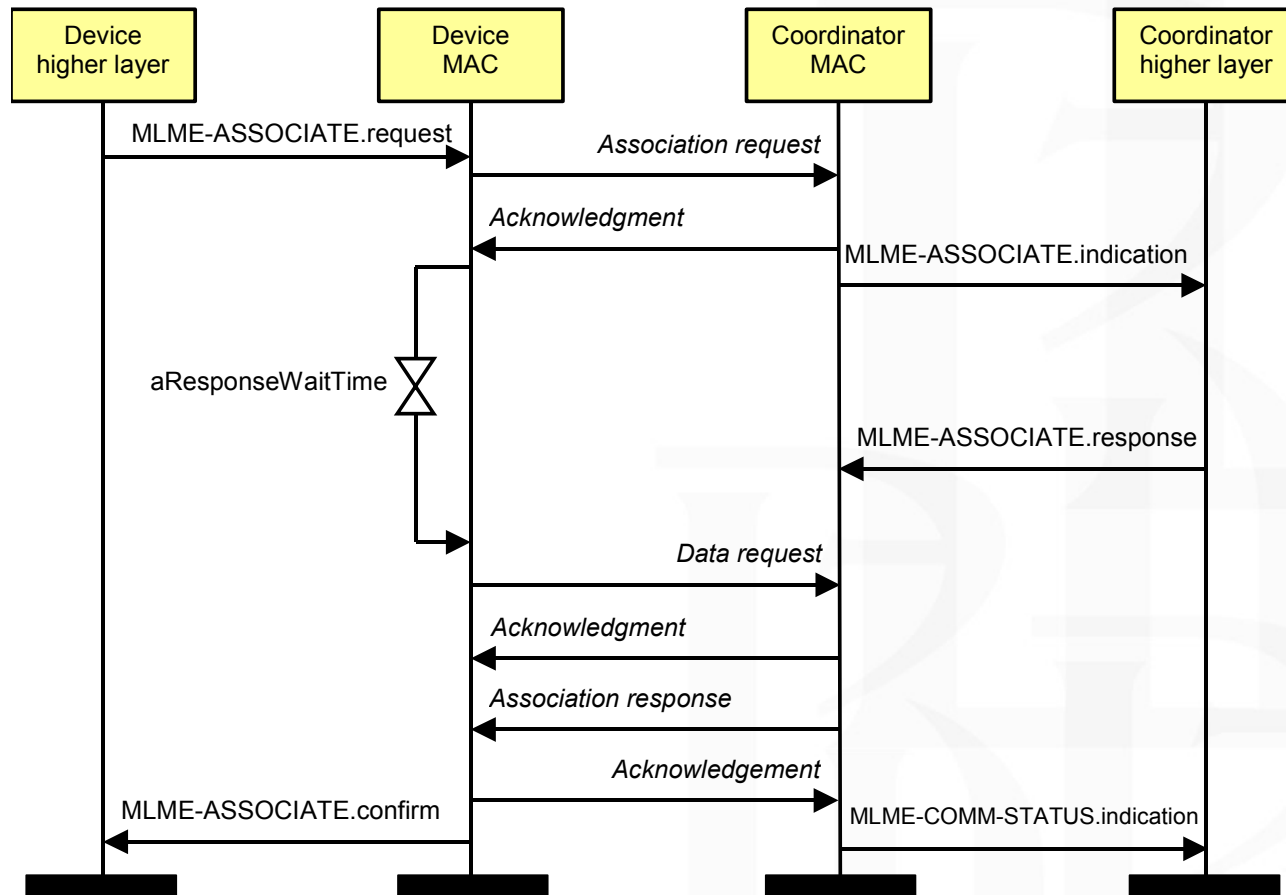 Device
higher layer
Device
MAC
Coordinator
MAC
Coordinator
higher layer
MLME-ASSOCIATE.request
Association request
Acknowledgment
MLME-ASSOCIATE.indication
aResponseWaitTime
MLME-ASSOCIATE.response
Data request
Acknowledgment
Association response
Acknowledgement
MLME-ASSOCIATE.confirm
MLME-COMM-STATUS.indication